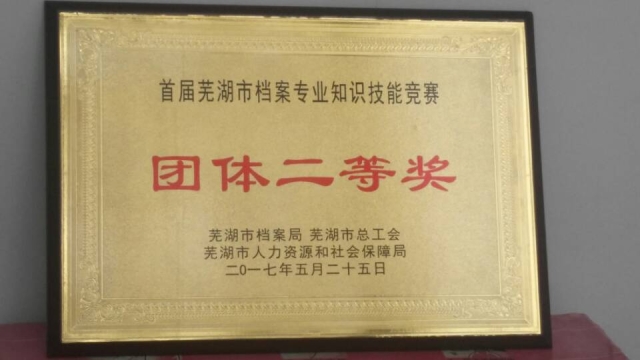 首届芜湖市档案专业知识技能竞赛
团体二等奖
芜湖市档案局 芜湖市总工会
芜湖市人力资源和社会保障局
二0一七年五月二十五日